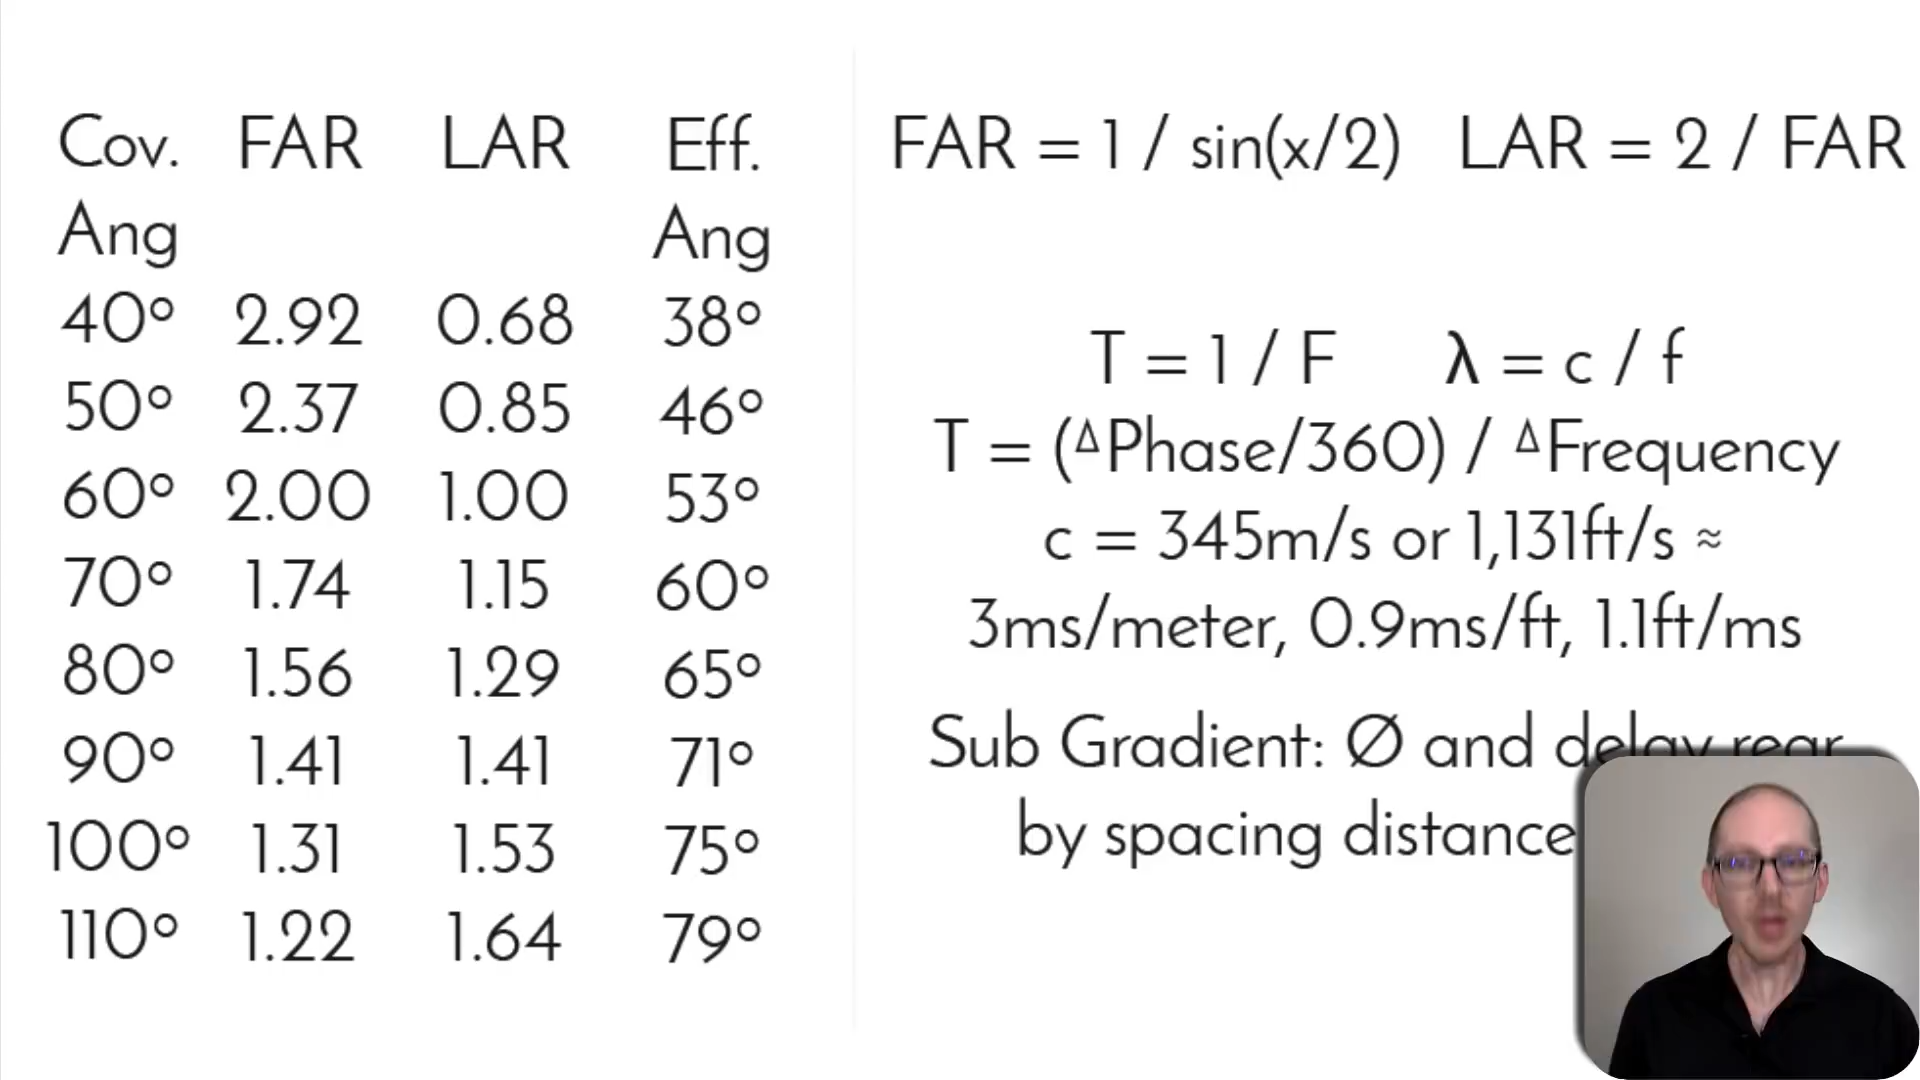 Cov. FAR LAR Eff.
Ang Ang
40° 2.92 0.68 38°
50° 2.37 0.85 46°
60° 2.00 1.00 53°
70° 1.74 1.15 60°
80° 1.56 1.29 65°
90° 1.41 1.41 71°
100° 1.31 1.53 75°
110° 1.22 1.64 79°
FAR = 1 / sin(x/2) LAR = 2 / FAR
T = 1 / F λ = c / f
T = (ΔPhase/360) / ΔFrequency
c = 345m/s or 1,131ft/s ≈
3ms/meter, 0.9ms/ft, 1.1ft/ms
Sub Gradient: Ø and delay rear
by spacing distance